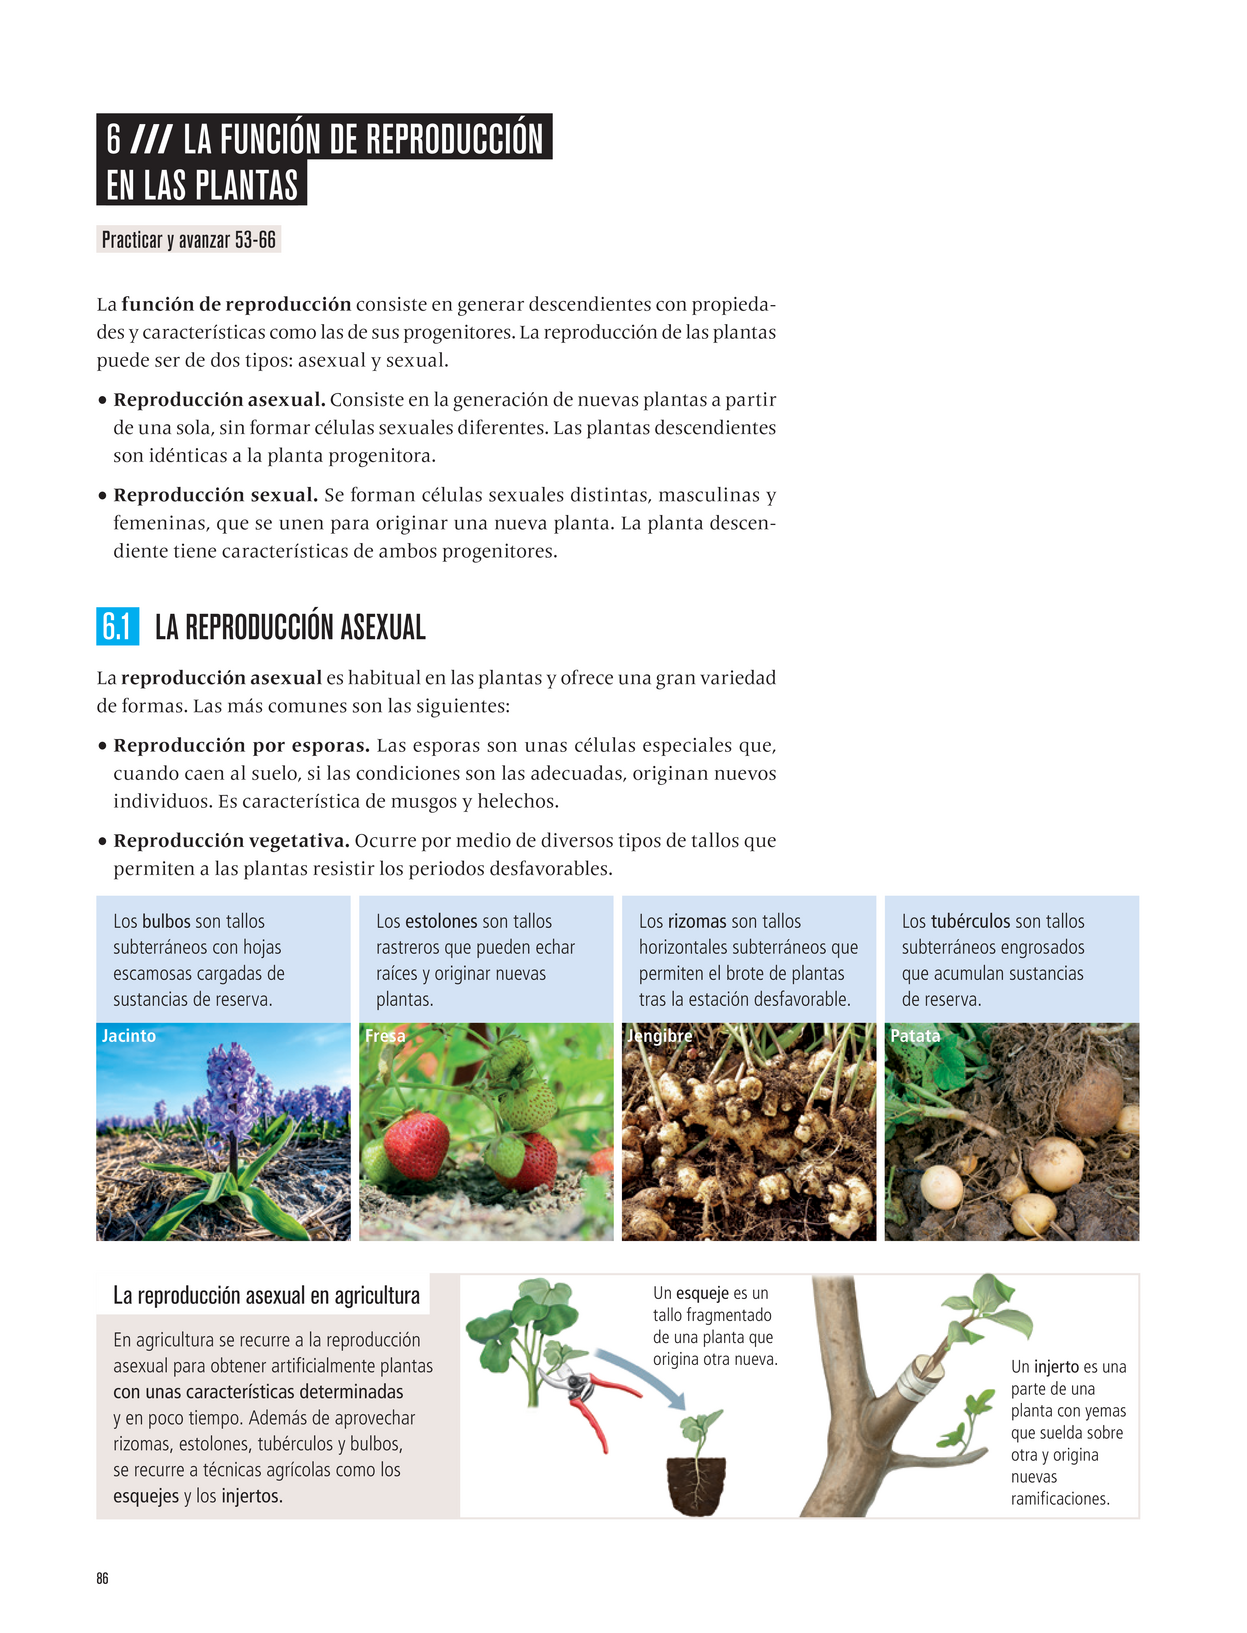 6 /// LA FUNCIÓN DE REPRODUCCIÓN
EN LAS PLANTAS
Practicar y avanzar 53-66
La función de reproducción consiste en generar descendientes con propieda-
des y características como las de sus progenitores. La reproducción de las plantas
puede ser de dos tipos: asexual y sexual.
• Reproducción asexual. Consiste en la generación de nuevas plantas a partir
de una sola, sin formar células sexuales diferentes. Las plantas descendientes
son idénticas a la planta progenitora.
• Reproducción sexual. Se forman células sexuales distintas, masculinas y
femeninas, que se unen para originar una nueva planta. La planta descen-
diente tiene características de ambos progenitores.
6.1 LA REPRODUCCIÓN ASEXUAL
La reproducción asexual es habitual en las plantas y ofrece una gran variedad
de formas. Las más comunes son las siguientes:
• Reproducción por esporas. Las esporas son unas células especiales que,
cuando caen al suelo, si las condiciones son las adecuadas, originan nuevos
individuos. Es característica de musgos y helechos.
• Reproducción vegetativa. Ocurre por medio de diversos tipos de tallos que
permiten a las plantas resistir los periodos desfavorables.
Los bulbos son tallos
subterráneos con hojas
escamosas cargadas de
sustancias de reserva.
Jacinto
Los estolones son tallos
rastreros que pueden echar
raíces y originar nuevas
plantas.
Fresa
Los rizomas son tallos
horizontales subterráneos que
permiten el brote de plantas
tras la estación desfavorable.
Jengibre
Los tubérculos son tallos
subterráneos engrosados
que acumulan sustancias
de reserva.
Patata
La reproducción asexual en agricultura
En agricultura se recurre a la reproducción
asexual para obtener artificialmente plantas
con unas características determinadas
y en poco tiempo. Además de aprovechar
rizomas, estolones, tubérculos y bulbos,
se recurre a técnicas agrícolas como los
esquejes y los injertos.
Un esqueje es un
tallo fragmentado
de una planta que
origina otra nueva.
Un injerto es una
parte de una
planta con yemas
que suelda sobre
otra y origina
nuevas
ramificaciones.
86